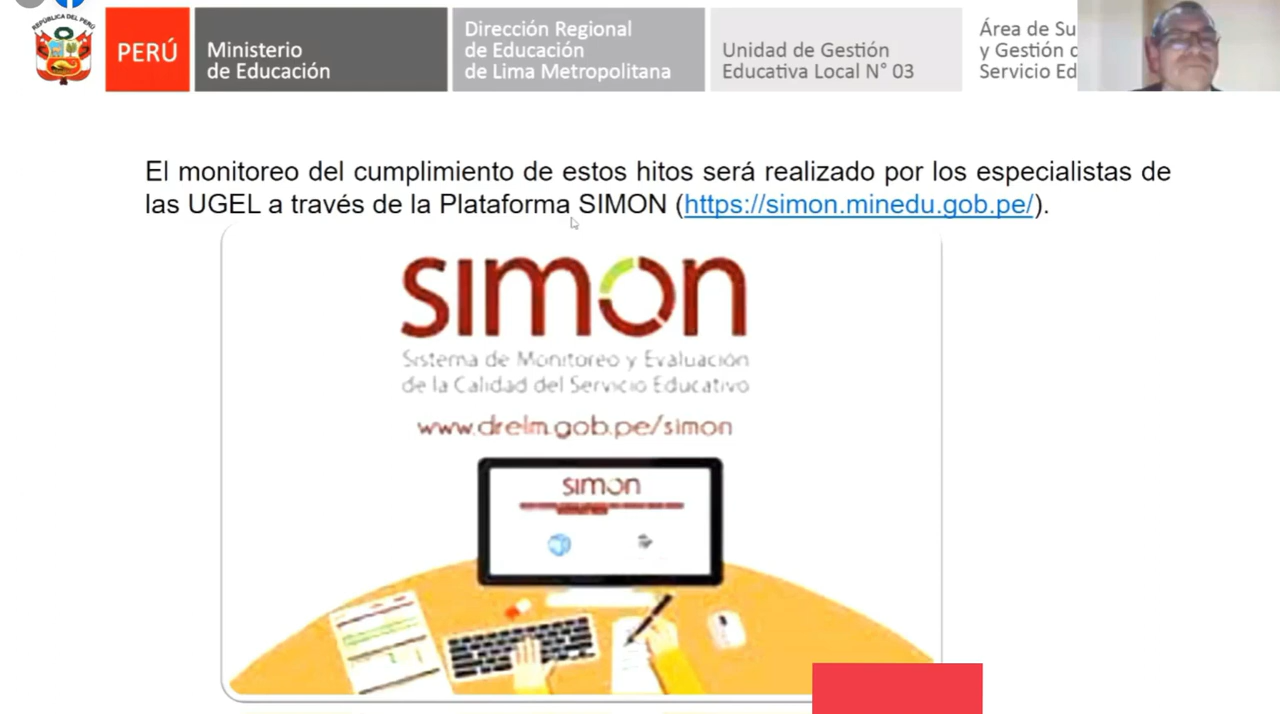 REPÚBLICA DEL PERÚ
PERÚ
Ministerio
de Educación
Dirección Regional
de Educación
de Lima Metropolitana
Unidad de Gestión
Educativa Local N° 03
Área de Su
y Gestión
Servicio Ed
El monitoreo del cumplimiento de estos hitos será realizado por los especialistas de
las UGEL a través de la Plataforma SIMON (https://simon.minedu.gob.pe/).
simon
Sistema de Monitoreo y Evaluación
de la Calidad del Servicio Educativo
www.drelm.gob.pe/simon
simon